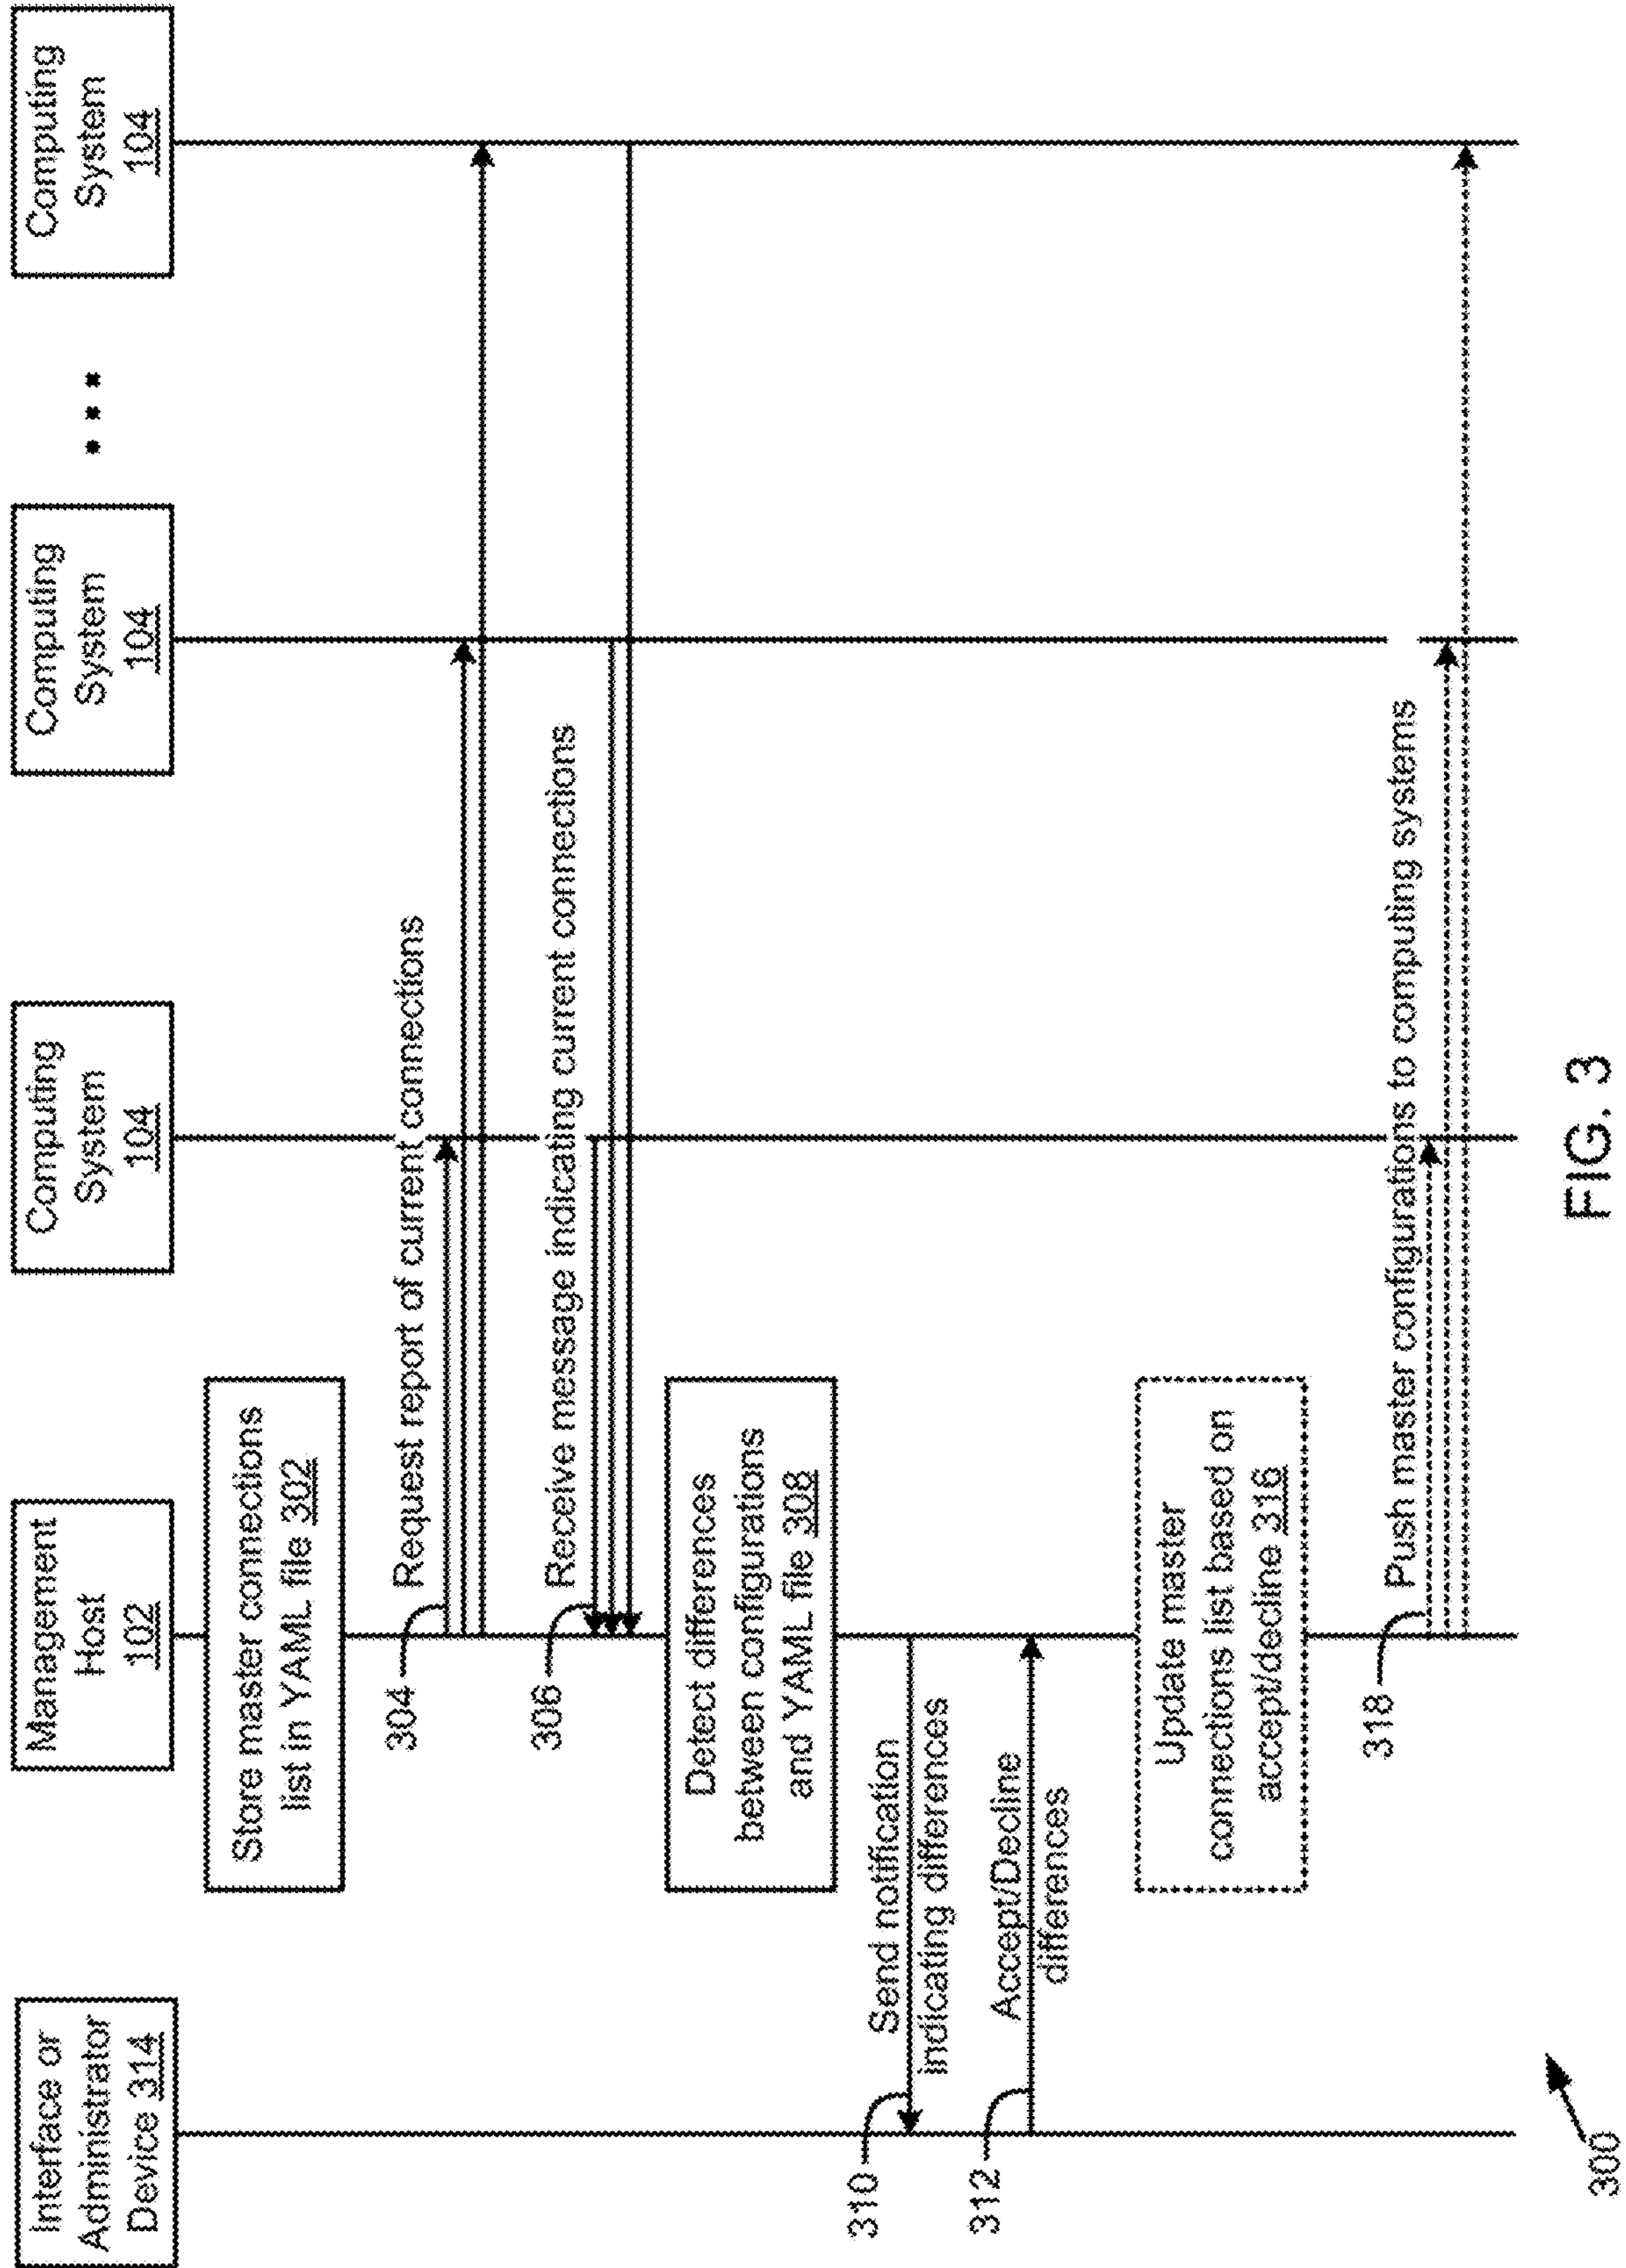 Interface or
Administrator
Device 314
Management
Host
102
Computing
System
104
Computing
System
104
Computing
System
104
Store master connections
list in YAML file 302
304
Request report of current connections
306
Receive message indicating current connections
Detect differences
between configurations
and YAML file 308
310
Send notification
indicating differences
312
Accept/Decline
differences
Update master
connections list based on
accept/decline 316
318
Push master configurations to computing systems
300
FIG. 3